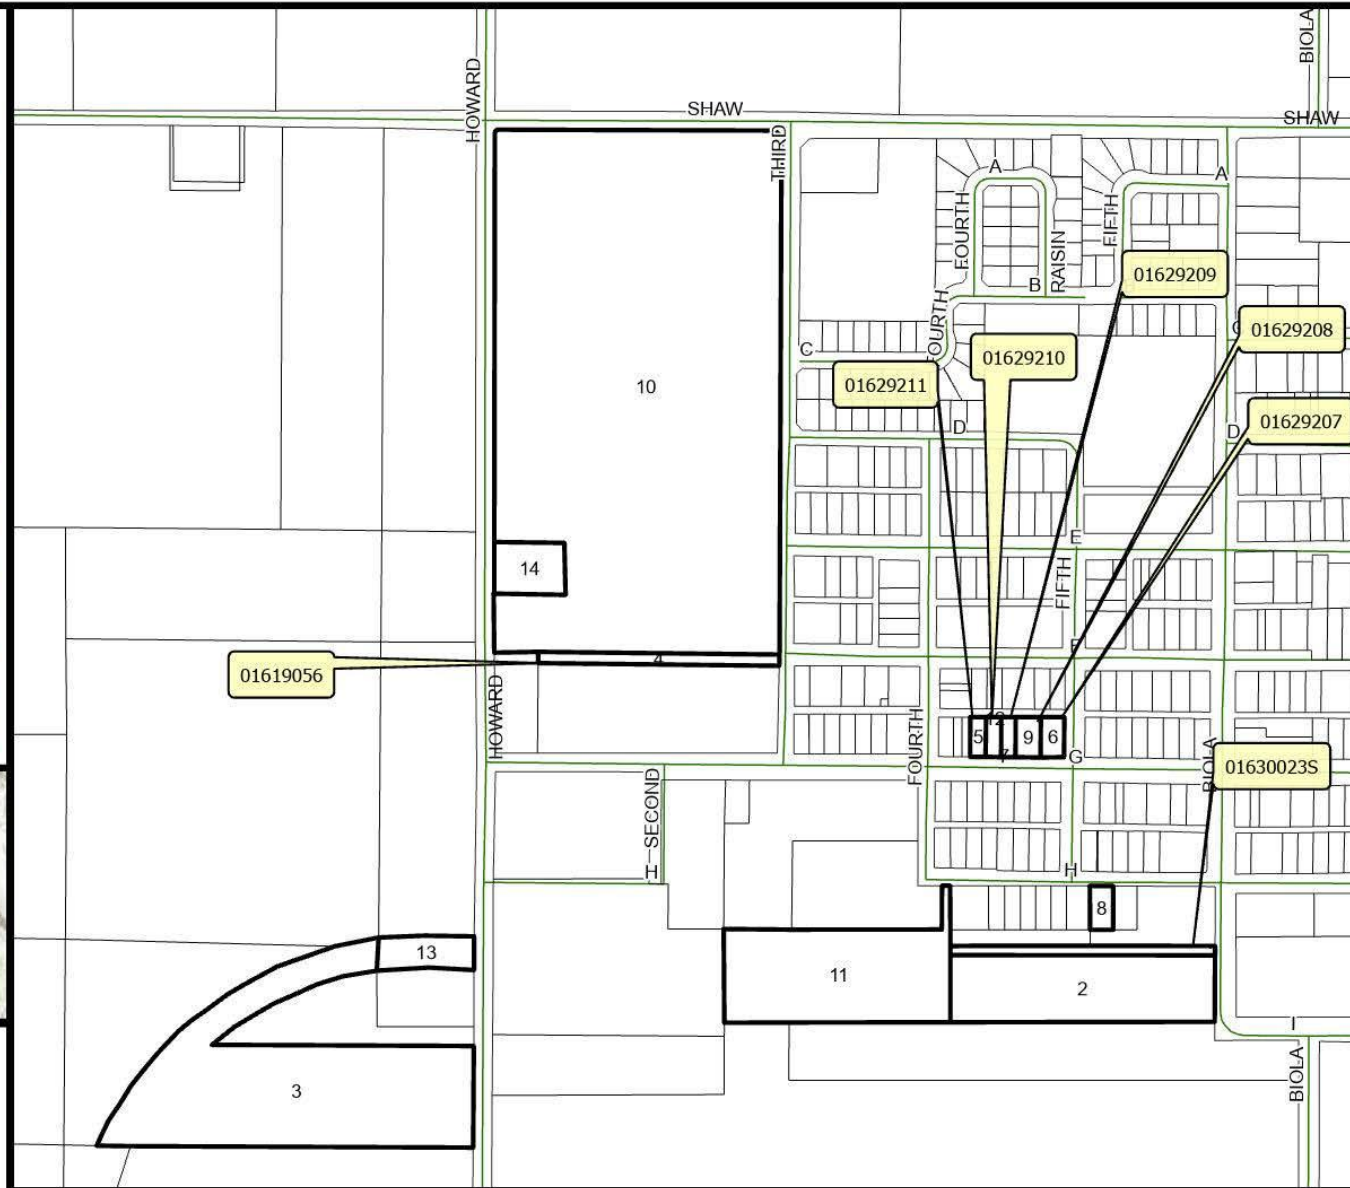 BIOLA
HOWARD
SHAW
SHAW
THIRD
A
A
FOURTH
RAISIN
FIFTH
01629209
B
FOURTH
01629208
C
01629210
01629211
10
01629207
D
D
E
14
FIFTH
F
4
01619056
HOWARD
FOURTH
12
5
9
6
7
G
BIOLA
01630023S
SECOND
H
H
8
13
11
2
I
3
BIOLA